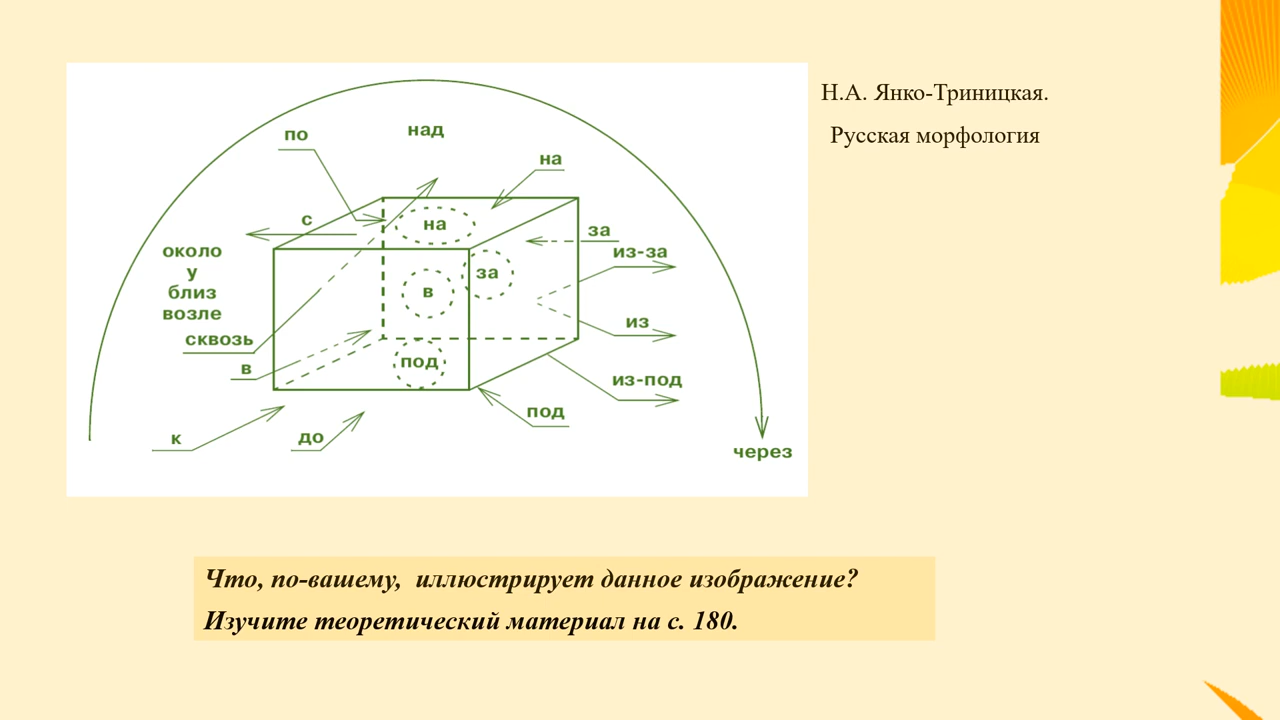 по
над
на
с
на
за
из-за
около
у
близ
возле
за
в
сквозь
из
в
под
из-под
к
до
под
через
Н.А. Янко-Триницкая.
Русская морфология
Что, по-вашему, иллюстрирует данное изображение?
Изучите теоретический материал на с. 180.